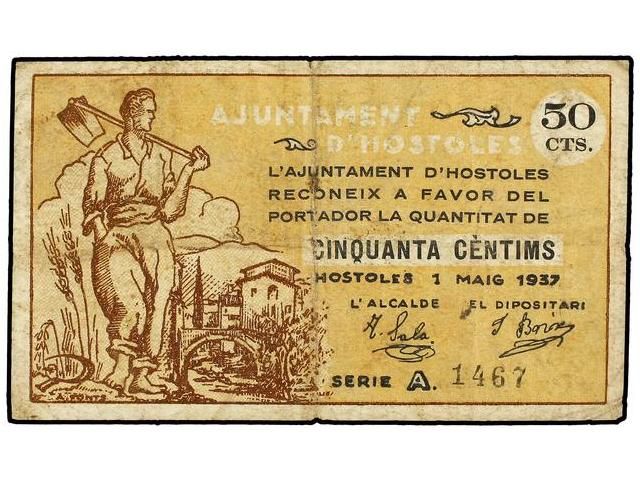 AJUNTAMENT
D'HOSTOLES
50
CTS.
L'AJUNTAMENT D'HOSTOLES
RECONEIX A FAVOR DEL
PORTADOR LA QUANTITAT DE
CINQUANTA CÈNTIMS
HOSTOLES 1 MAIG 1937
L'ALCALDE EL DIPOSITARI
SERIE A. 1467